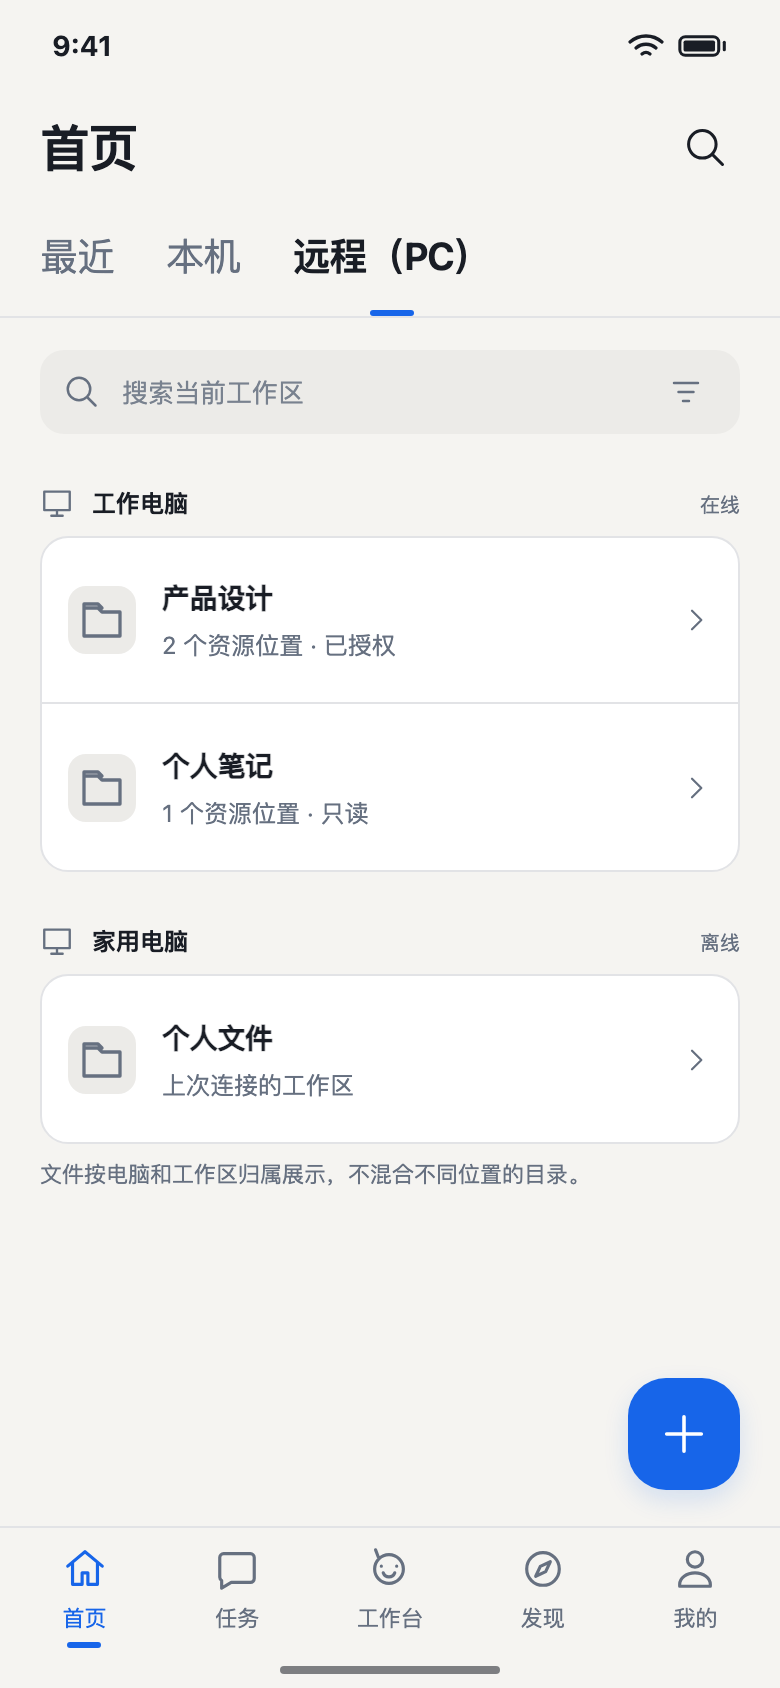 9:41
首页
最近 本机 远程（PC）
搜索当前工作区
工作电脑 在线
产品设计
2 个资源位置 · 已授权
个人笔记
1 个资源位置 · 只读
家用电脑 离线
个人文件
上次连接的工作区
文件按电脑和工作区归属展示，不混合不同位置的目录。
首页 任务 工作台 发现 我的